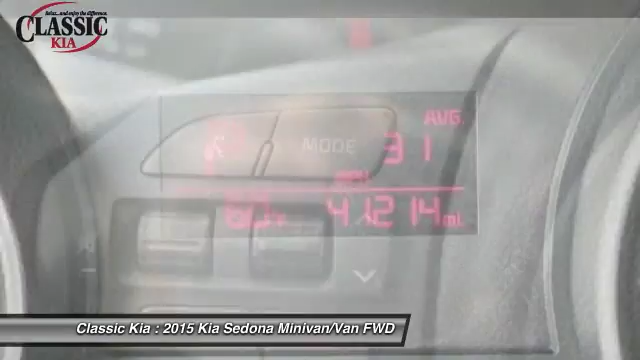 CLASSIC
KIA
AVG.
MODE 31
41214 mi.
Classic Kia : 2015 Kia Sedona Minivan/Van FWD